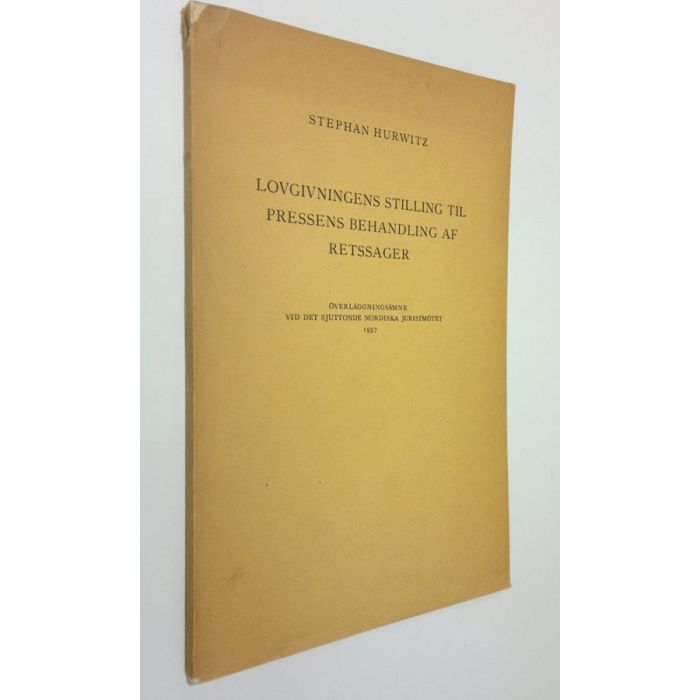 STEPHAN HURWITZ
LOVGIVNINGENS STILLING TIL
PRESSENS BEHANDLING AF
RETSSAGER
ÖVERLÄGGNINGSÄMNE
VID DET SJUTTONDE NORDISKA JURISTMÖTET
1937